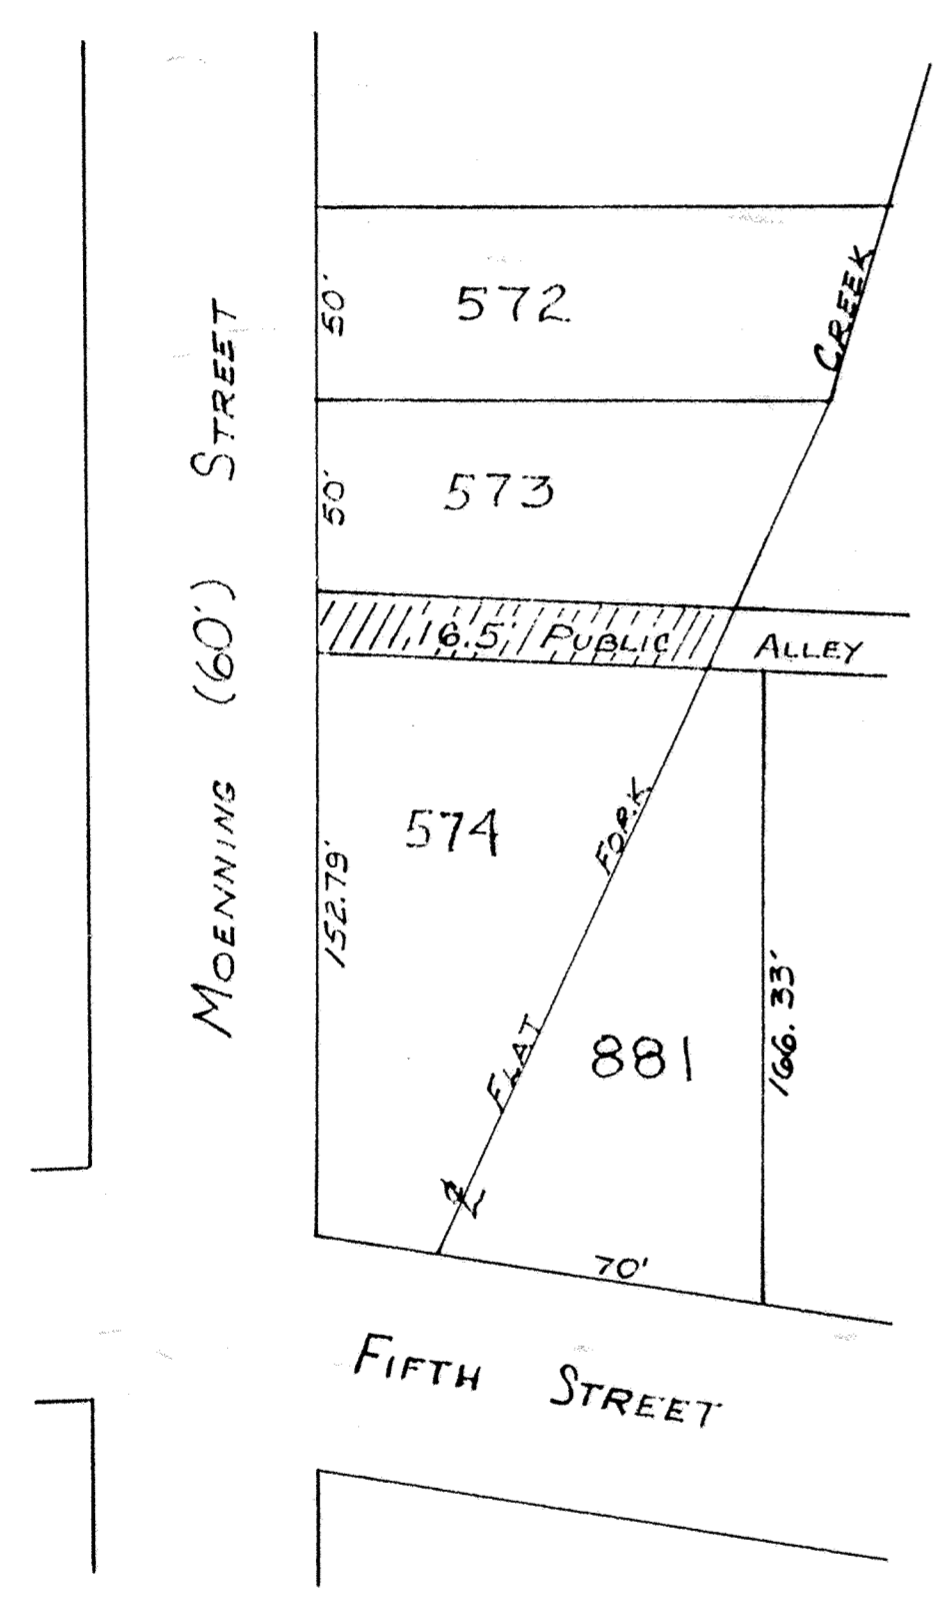 572
50'
CREEK
MOENNING (60') STREET
573
50'
16.5' PUBLIC ALLEY
574
152.79'
FLAT FORK
881
166.33'
70'
FIFTH STREET